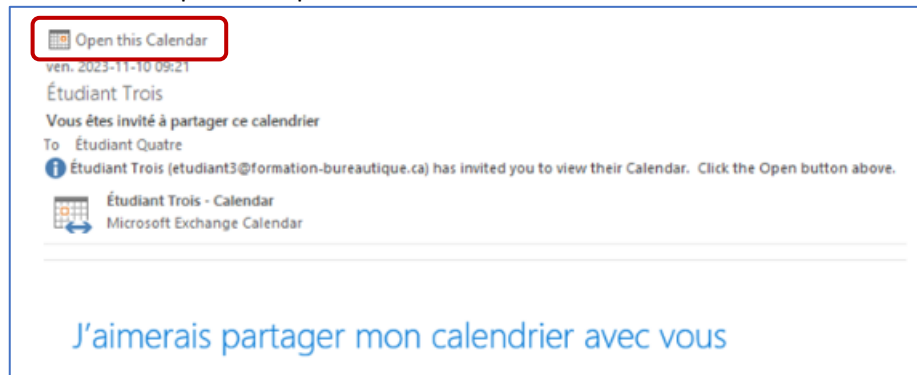 Open this Calendar
ven. 2023-11-10 09:21
Étudiant Trois
Vous êtes invité à partager ce calendrier
To Étudiant Quatre
Étudiant Trois (etudiant3@formation-bureautique.ca) has invited you to view their Calendar. Click the Open button above.
Étudiant Trois - Calendar
Microsoft Exchange Calendar
J'aimerais partager mon calendrier avec vous